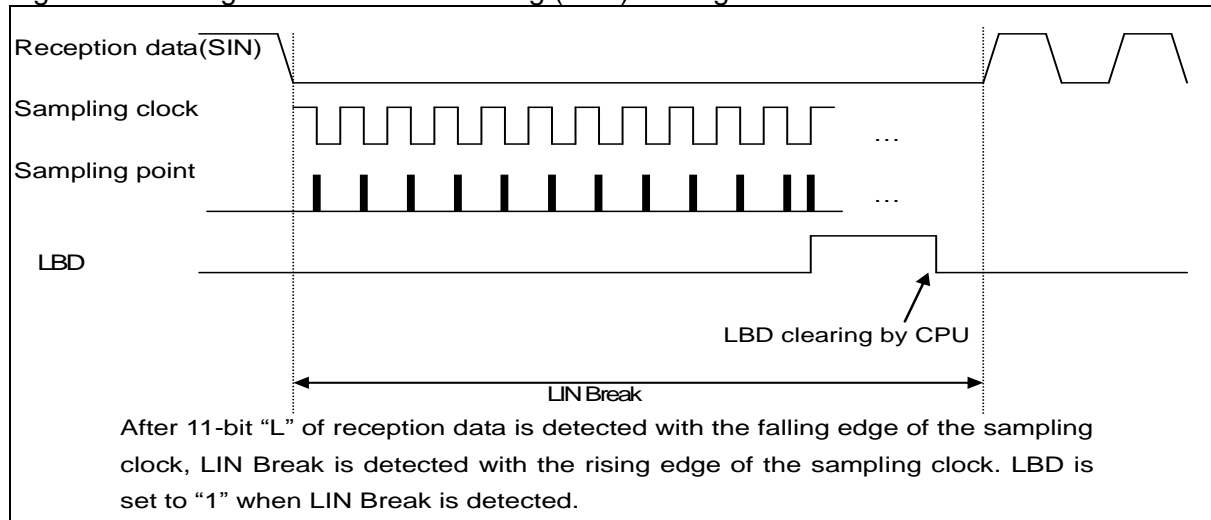 Reception data(SIN)
Sampling clock
...
Sampling point
...
LBD
LBD clearing by CPU
LIN Break
After 11-bit “L” of reception data is detected with the falling edge of the sampling
clock, LIN Break is detected with the rising edge of the sampling clock. LBD is
set to “1” when LIN Break is detected.